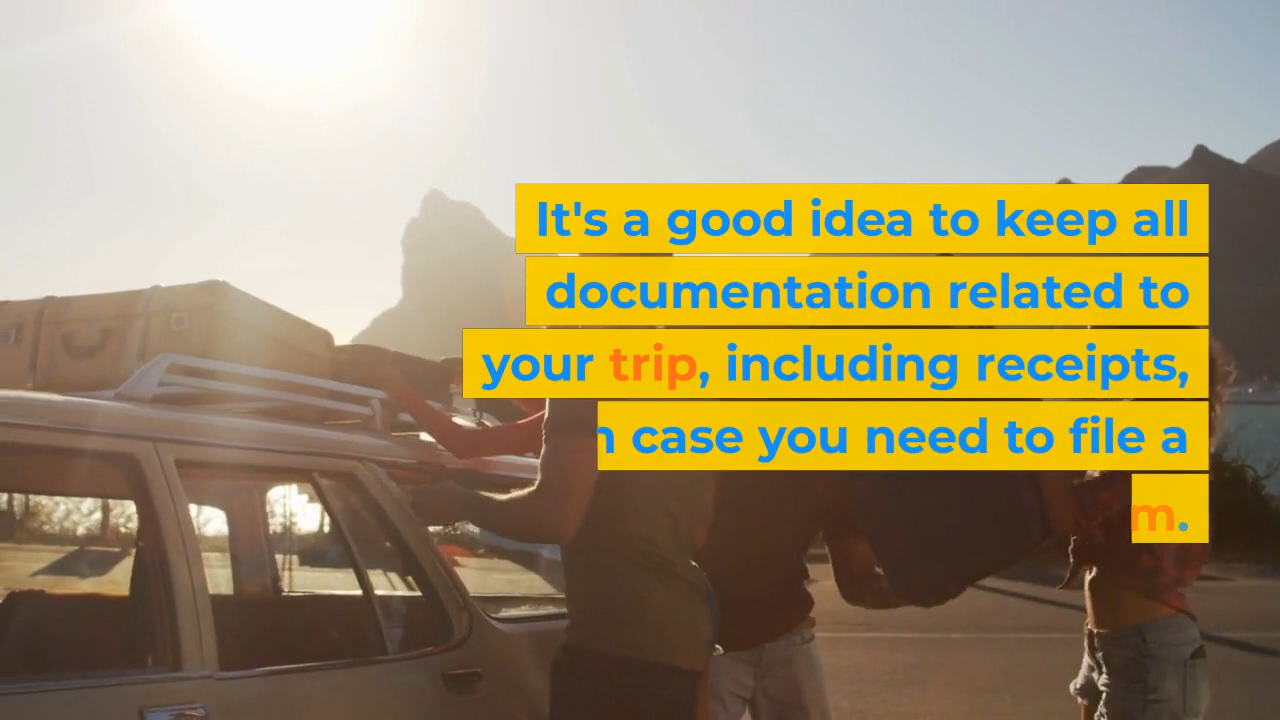 It's a good idea to keep all
documentation related to
your trip, including receipts,
case you need to file a